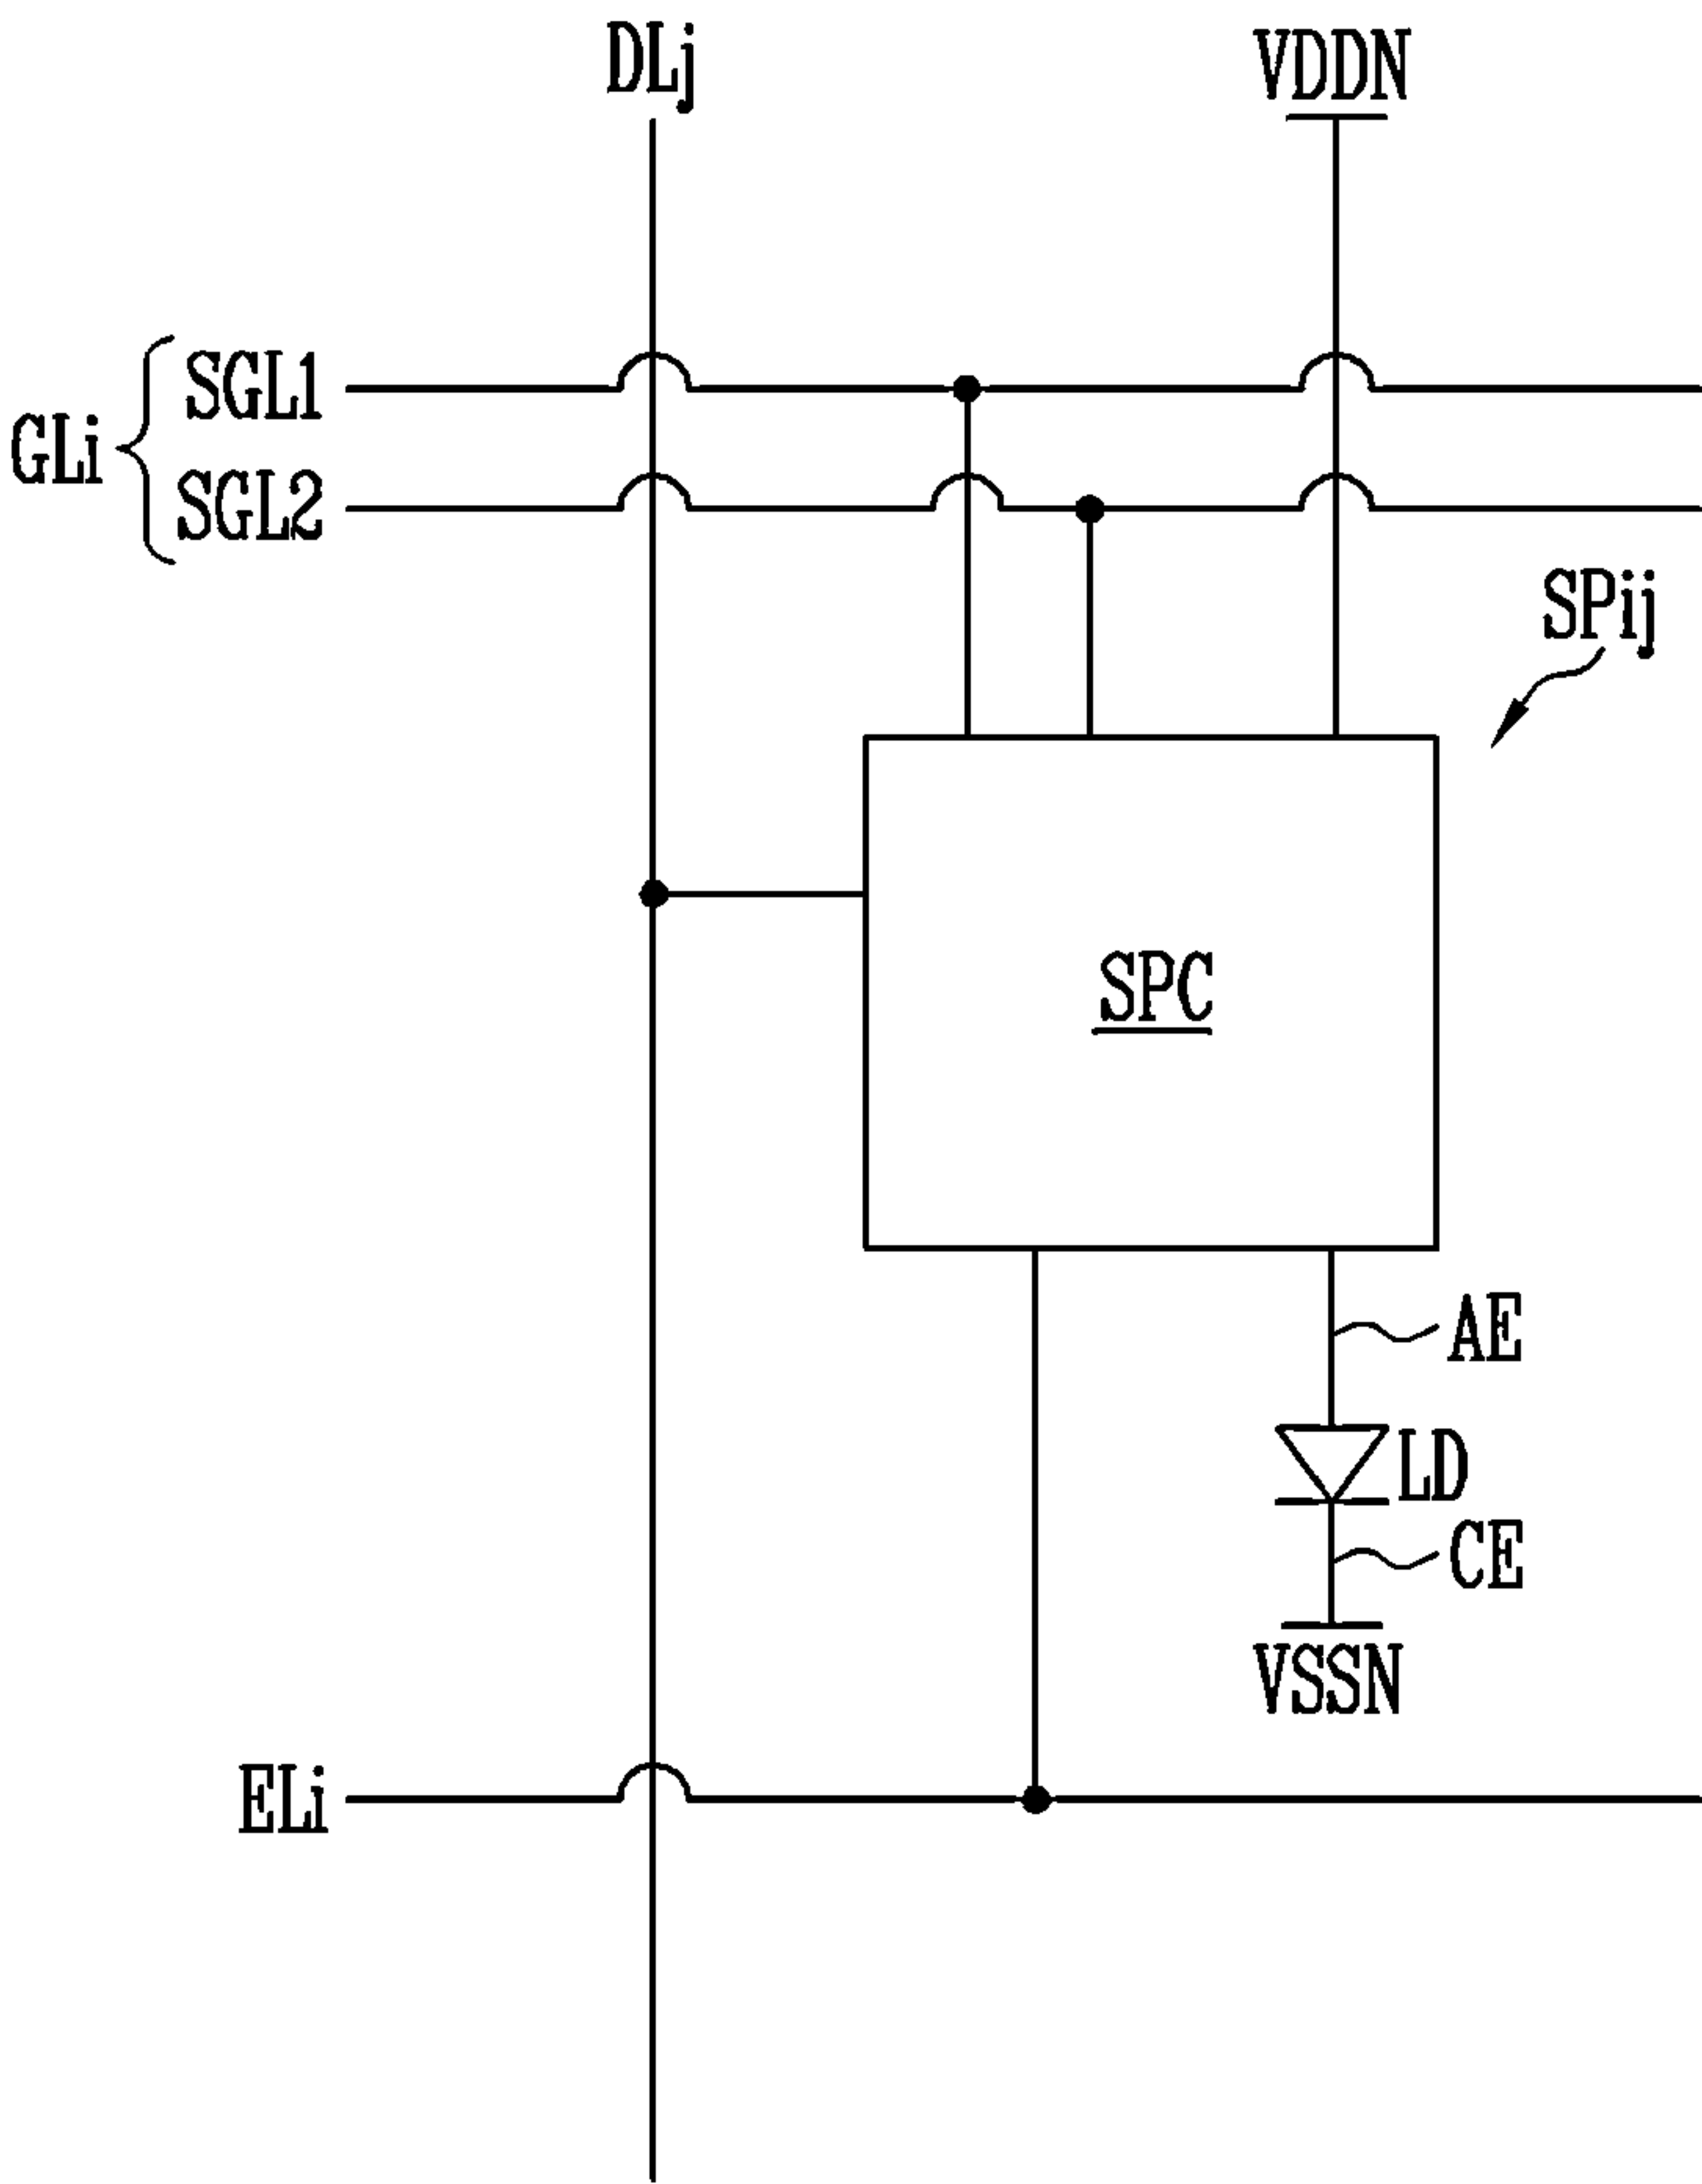 DLj
VDDN
SGL1
GLi
SGL2
SPij
SPC
AE
LD
CE
VSSN
ELi